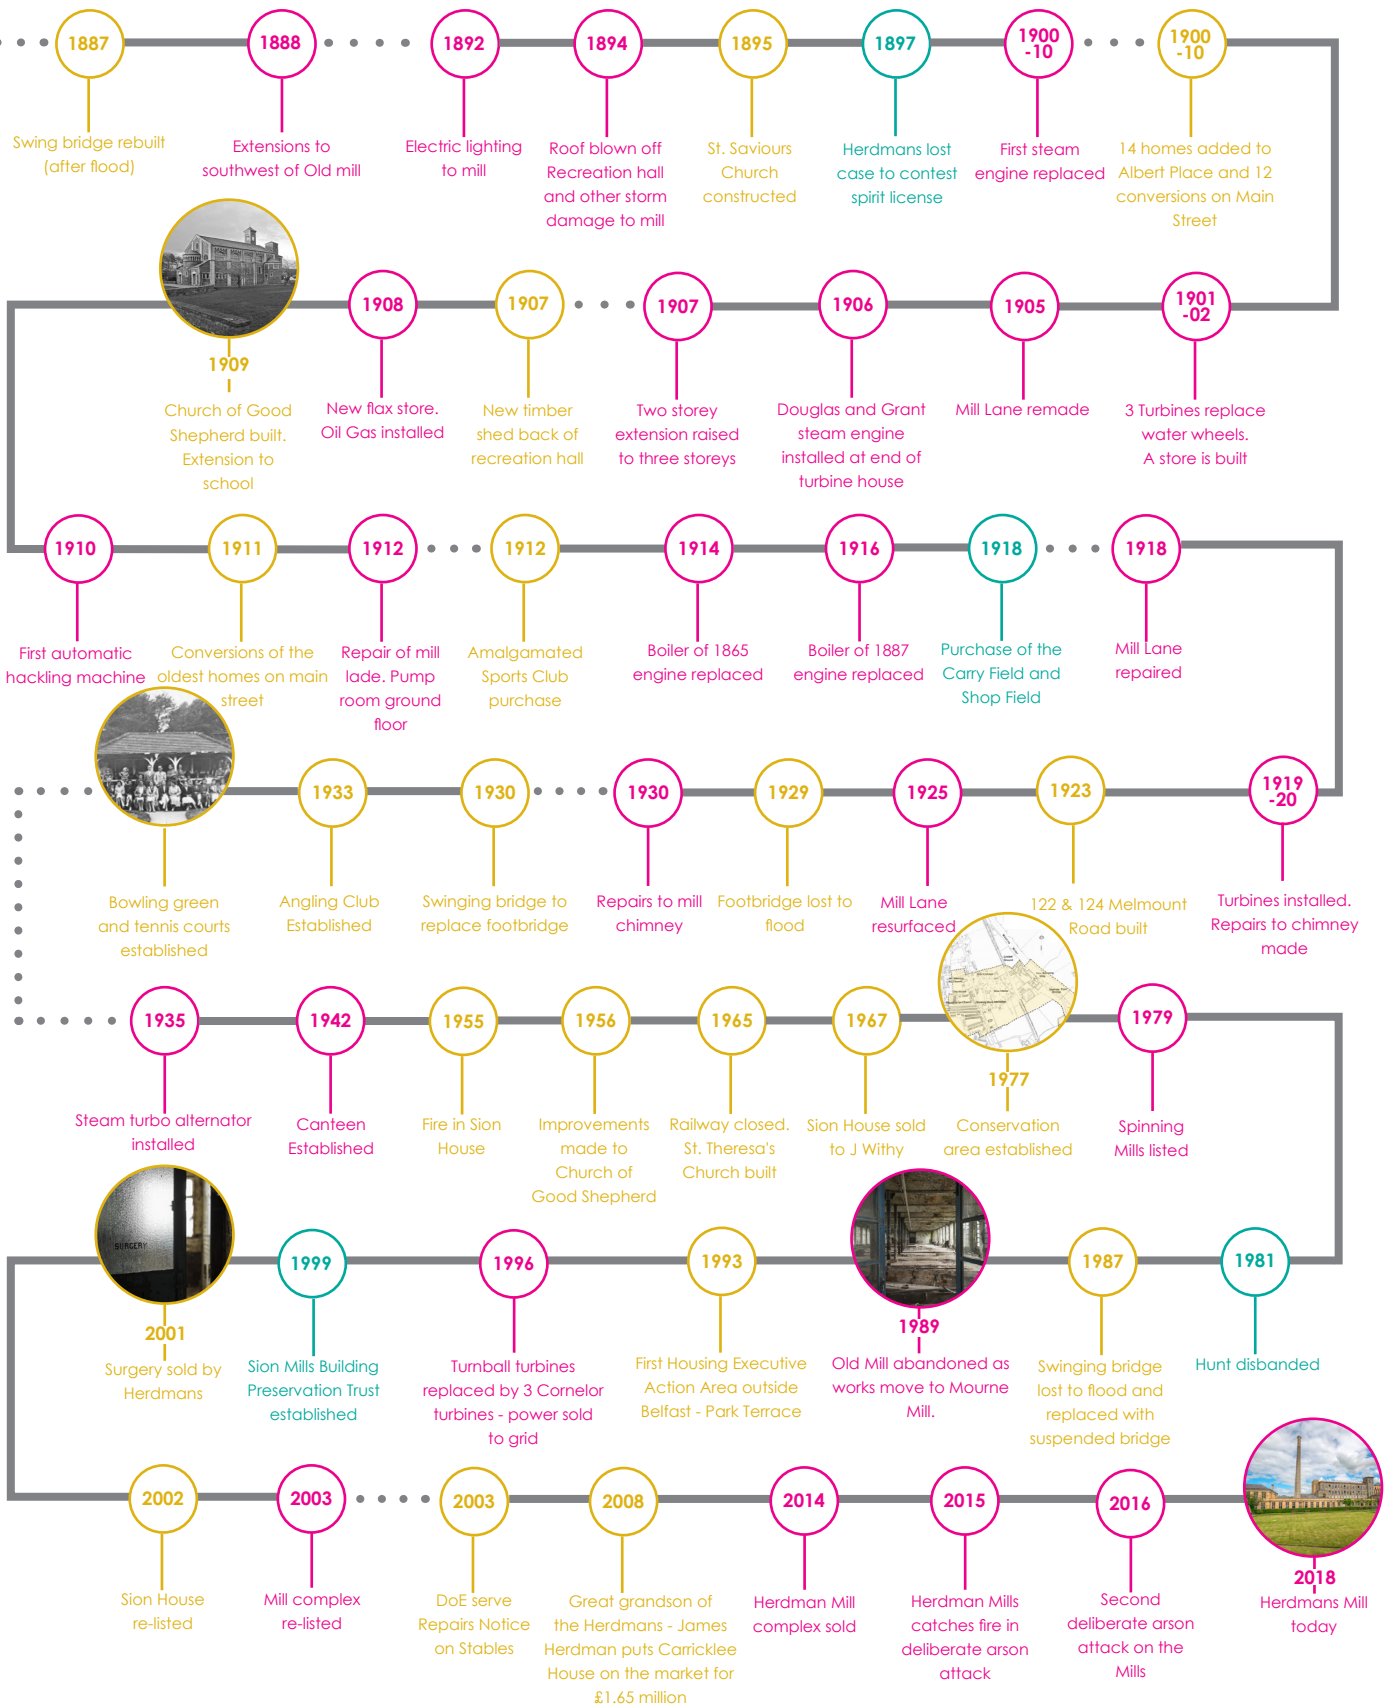 1887
Swing bridge rebuilt
(after flood)
1888
Extensions to
southwest of Old mill
1892
Electric lighting
to mill
1894
Roof blown off
Recreation hall
and other storm
damage to mill
1895
St. Saviours
Church
constructed
1897
Herdmans lost
case to contest
spirit license
1900
-10
First steam
engine replaced
1900
-10
14 homes added to
Albert Place and 12
conversions on Main
Street
1901
-02
3 Turbines replace
water wheels.
A store is built
1905
Mill Lane remade
1906
Douglas and Grant
steam engine
installed at end of
turbine house
1907
Two storey
extension raised
to three storeys
1907
New timber
shed back of
recreation hall
1908
New flax store.
Oil Gas installed
1909
Church of Good
Shepherd built.
Extension to
school
1910
First automatic
hackling machine
1911
Conversions of the
oldest homes on main
street
1912
Repair of mill
lade. Pump
room ground
floor
1912
Amalgamated
Sports Club
purchase
1914
Boiler of 1865
engine replaced
1916
Boiler of 1887
engine replaced
1918
Purchase of the
Carry Field and
Shop Field
1918
Mill Lane
repaired
1919
-20
Turbines installed.
Repairs to chimney
made
1923
122 & 124 Melmount
Road built
1925
Mill Lane
resurfaced
1929
Footbridge lost to
flood
1930
Repairs to mill
chimney
1930
Swinging bridge to
replace footbridge
1933
Angling Club
Established
Bowling green
and tennis courts
established
1935
Steam turbo alternator
installed
1942
Canteen
Established
1955
Fire in Sion
House
1956
Improvements
made to
Church of
Good Shepherd
1965
Railway closed.
St. Theresa's
Church built
1967
Sion House sold
to J Withy
1977
Conservation
area established
1979
Spinning
Mills listed
1981
Hunt disbanded
1987
Swinging bridge
lost to flood and
replaced with
suspended bridge
1989
Old Mill abandoned as
works move to Mourne
Mill.
1993
First Housing Executive
Action Area outside
Belfast - Park Terrace
1996
Turnball turbines
replaced by 3 Cornelor
turbines - power sold
to grid
1999
Sion Mills Building
Preservation Trust
established
SURGERY
2001
Surgery sold by
Herdmans
2002
Sion House
re-listed
2003
Mill complex
re-listed
2003
DoE serve
Repairs Notice
on Stables
2008
Great grandson of
the Herdmans - James
Herdman puts Carricklee
House on the market for
£1.65 million
2014
Herdman Mill
complex sold
2015
Herdman Mills
catches fire in
deliberate arson
attack
2016
Second
deliberate arson
attack on the
Mills
2018
Herdmans Mill
today